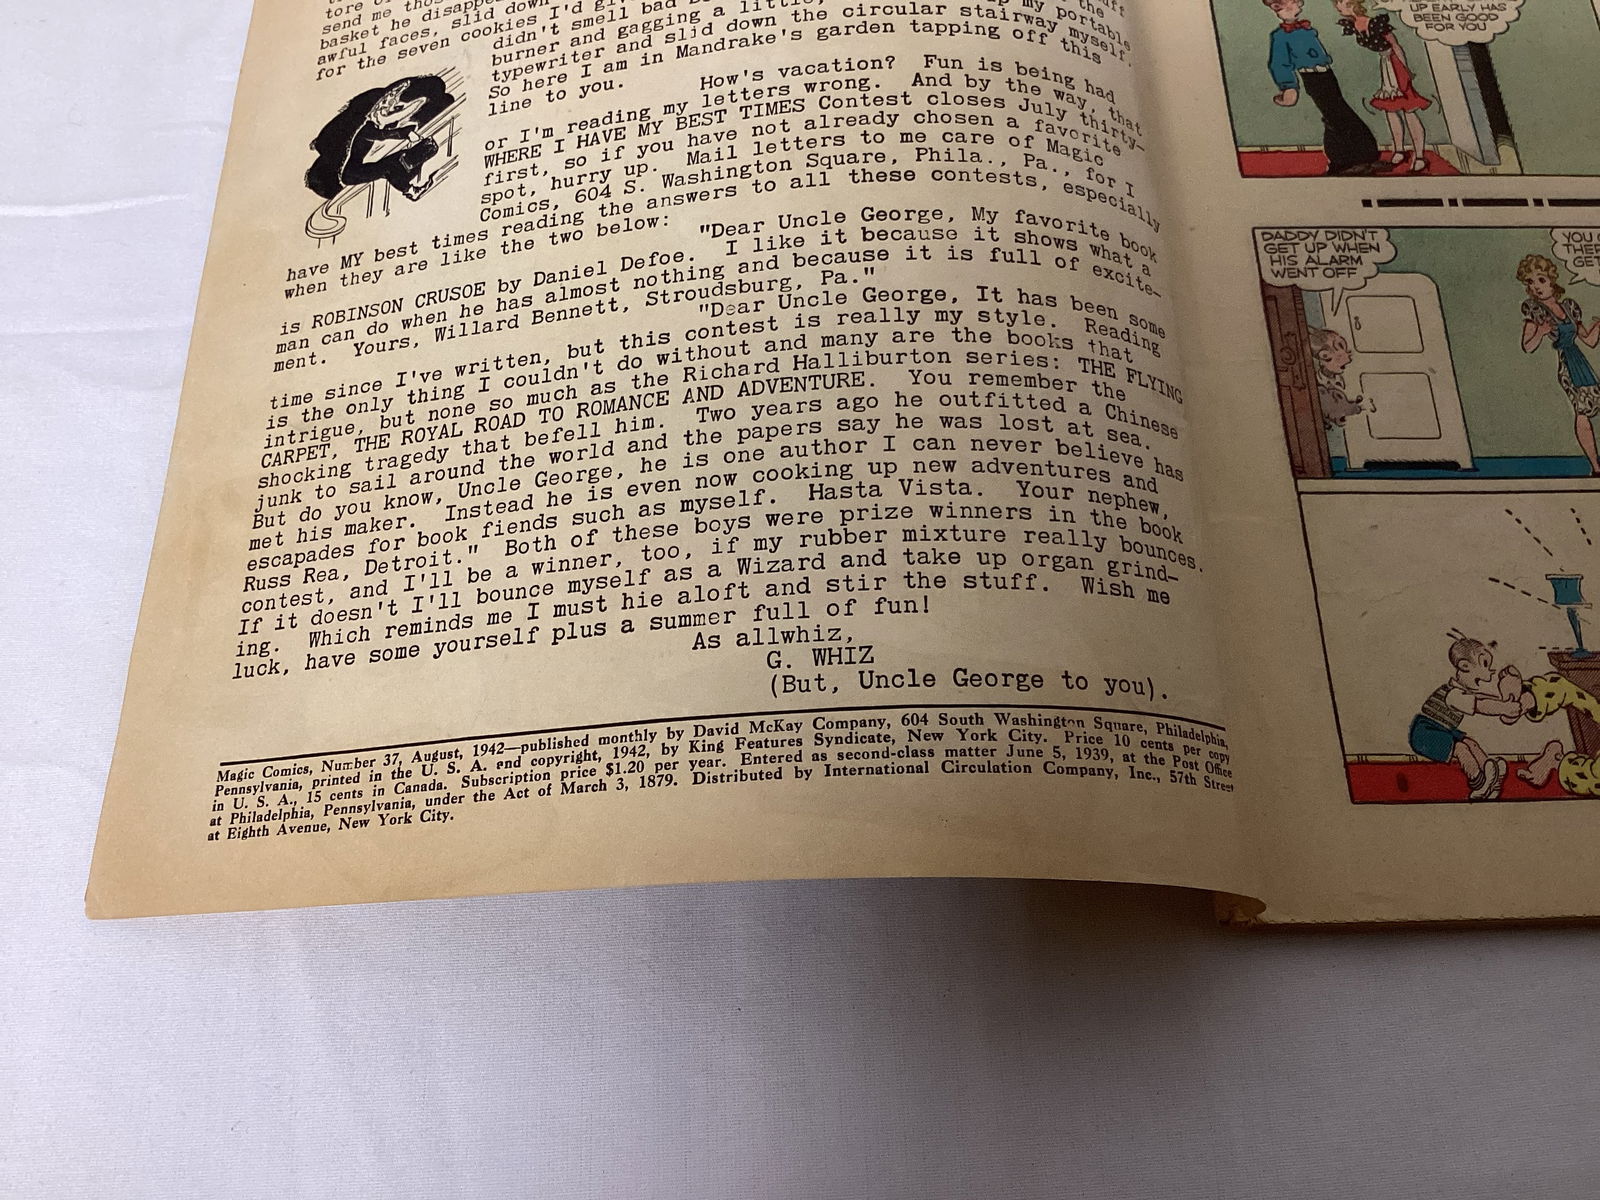 send me
basket he disappe
awful faces, slid down
for the seven cookies I'd
didn't smell bad
burner and gagging a little,
my portable
typewriter and slid down the circular stairway myself.
So here I am in Mandrake's garden tapping off this
line to you.
How's vacation? Fun is being had
or I'm reading my letters wrong. And by the way, that
WHERE I HAVE MY BEST TIMES Contest closes July thirty-
first, so if you have not already chosen a favorite
spot, hurry up. Mail letters to me care of Magic
Comics, 604 S. Washington Square, Phila., Pa., for I
have MY best times reading the answers to all these contests, especially
when they are like the two below:
"Dear Uncle George, My favorite book
is ROBINSON CRUSOE by Daniel Defoe. I like it because it shows what a
man can do when he has almost nothing and because it is full of excite-
ment. Yours, Willard Bennett, Stroudsburg, Pa."
"Dear Uncle George, It has been some
time since I've written, but this contest is really my style. Reading
is the only thing I couldn't do without and many are the books that
intrigue, but none so much as the Richard Halliburton series: THE FLYING
CARPET, THE ROYAL ROAD TO ROMANCE AND ADVENTURE. You remember the
shocking tragedy that befell him. Two years ago he outfitted a Chinese
junk to sail around the world and the papers say he was lost at sea.
But do you know, Uncle George, he is one author I can never believe has
met his maker. Instead he is even now cooking up new adventures and
escapades for book fiends such as myself. Hasta Vista. Your nephew,
Russ Rea, Detroit." Both of these boys were prize winners in the book
contest, and I'll be a winner, too, if my rubber mixture really bounces.
If it doesn't I'll bounce myself as a Wizard and take up organ grind-
ing. Which reminds me I must hie aloft and stir the stuff. Wish me
luck, have some yourself plus a summer full of fun!
As allwhiz,
G. WHIZ
(But, Uncle George to you).
Magic Comics, Number 37, August, 1942—published monthly by David McKay Company, 604 South Washington Square, Philadelphia,
Pennsylvania, printed in the U. S. A. and copyright, 1942, by King Features Syndicate, New York City. Price 10 cents per copy
in U. S. A., 15 cents in Canada. Subscription price $1.20 per year. Entered as second-class matter June 5, 1939, at the Post Office
at Philadelphia, Pennsylvania, under the Act of March 3, 1879. Distributed by International Circulation Company, Inc., 57th Street
at Eighth Avenue, New York City.
UP EARLY HAS
BEEN GOOD
FOR YOU
DADDY DIDN'T
GET UP WHEN
HIS ALARM
WENT OFF
YOU
GET